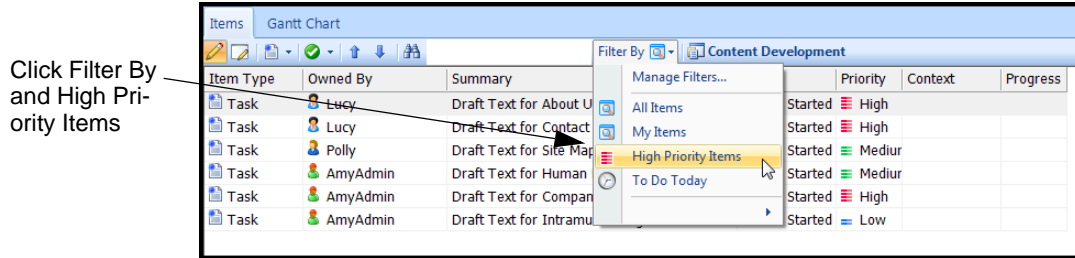 Items Gantt Chart
Filter By Content Development
Click Filter By
and High Pri-
ority Items
Item Type Owned By Summary Priority Context Progress
Manage Filters...
All Items
My Items
High Priority Items
To Do Today
Task Lucy Draft Text for About U Started High
Task Lucy Draft Text for Contact Started High
Task Polly Draft Text for Site Map Started Mediur
Task AmyAdmin Draft Text for Human Started Mediur
Task AmyAdmin Draft Text for Compan Started High
Task AmyAdmin Draft Text for Intramu Started Low